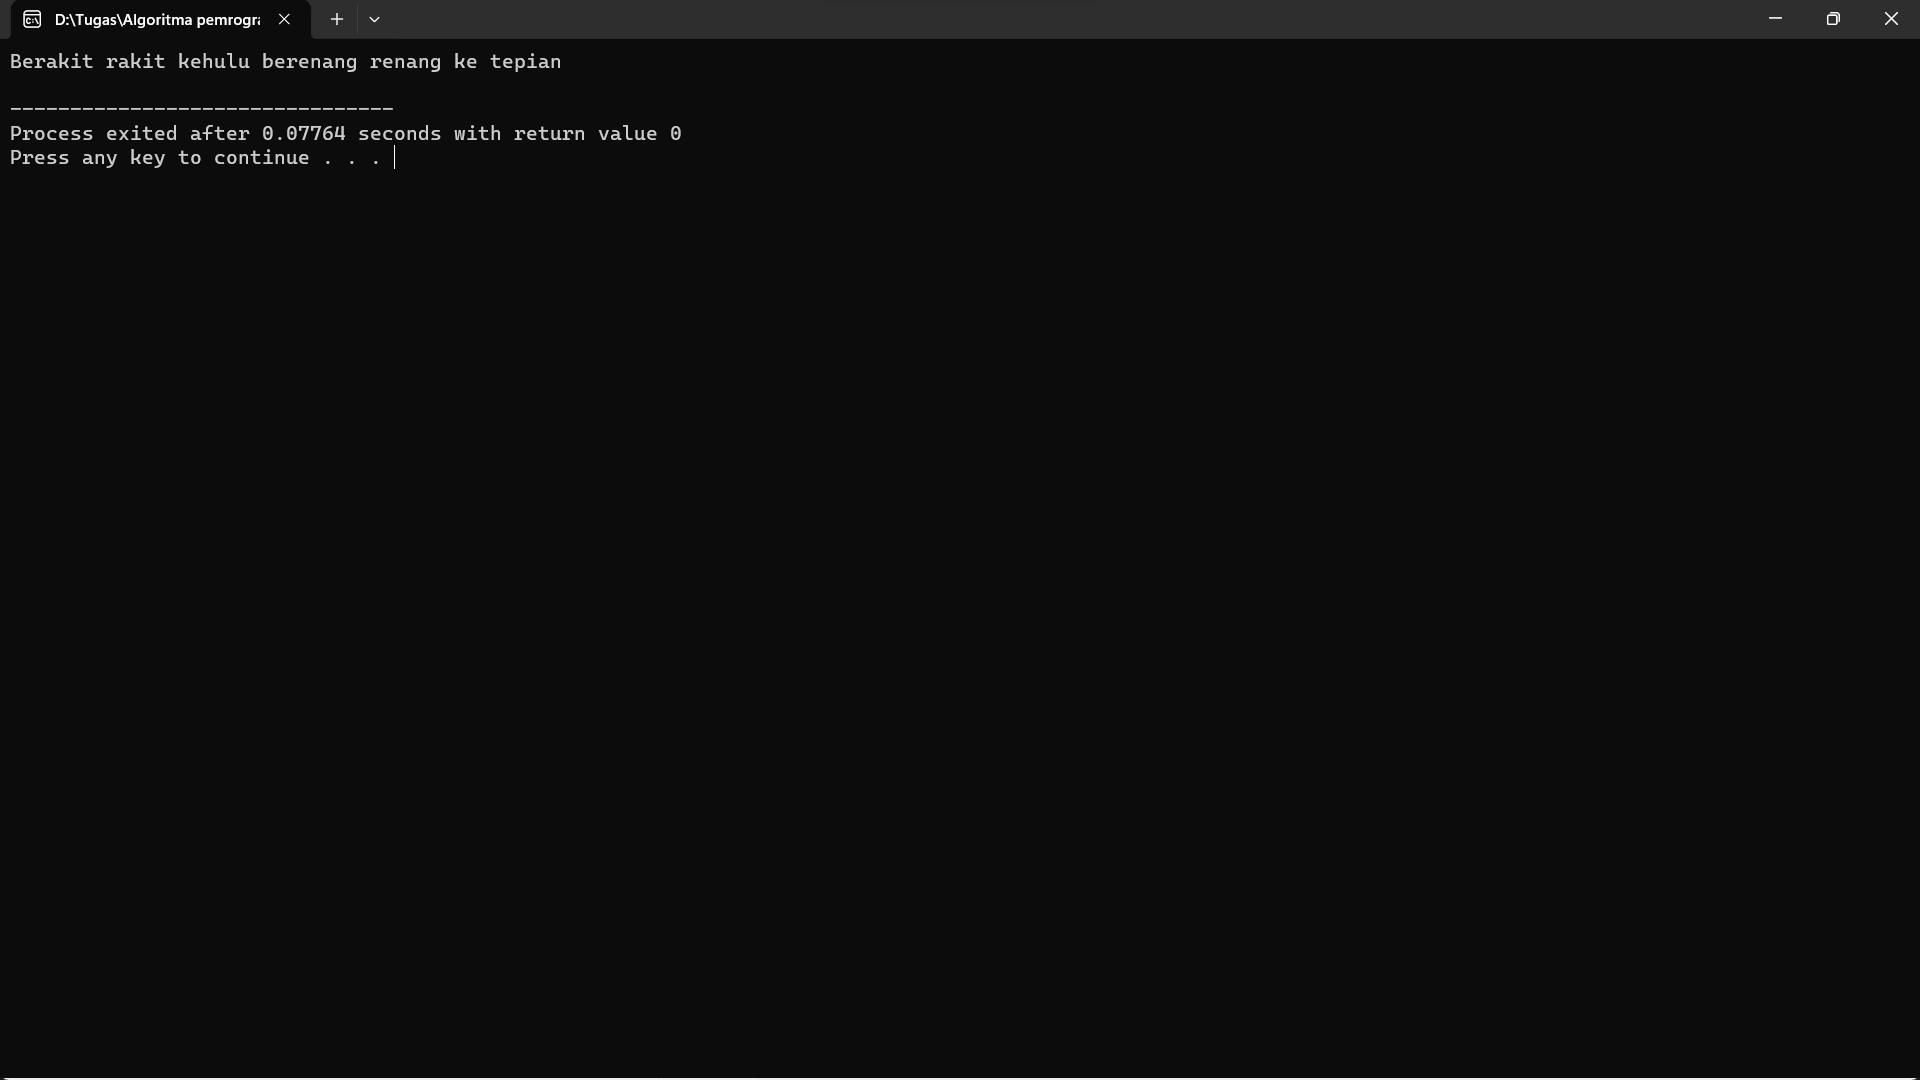 D:\Tugas\Algoritma pemrogra
Berakit rakit kehulu berenang renang ke tepian
--------------------------------
Process exited after 0.07764 seconds with return value 0
Press any key to continue . . .